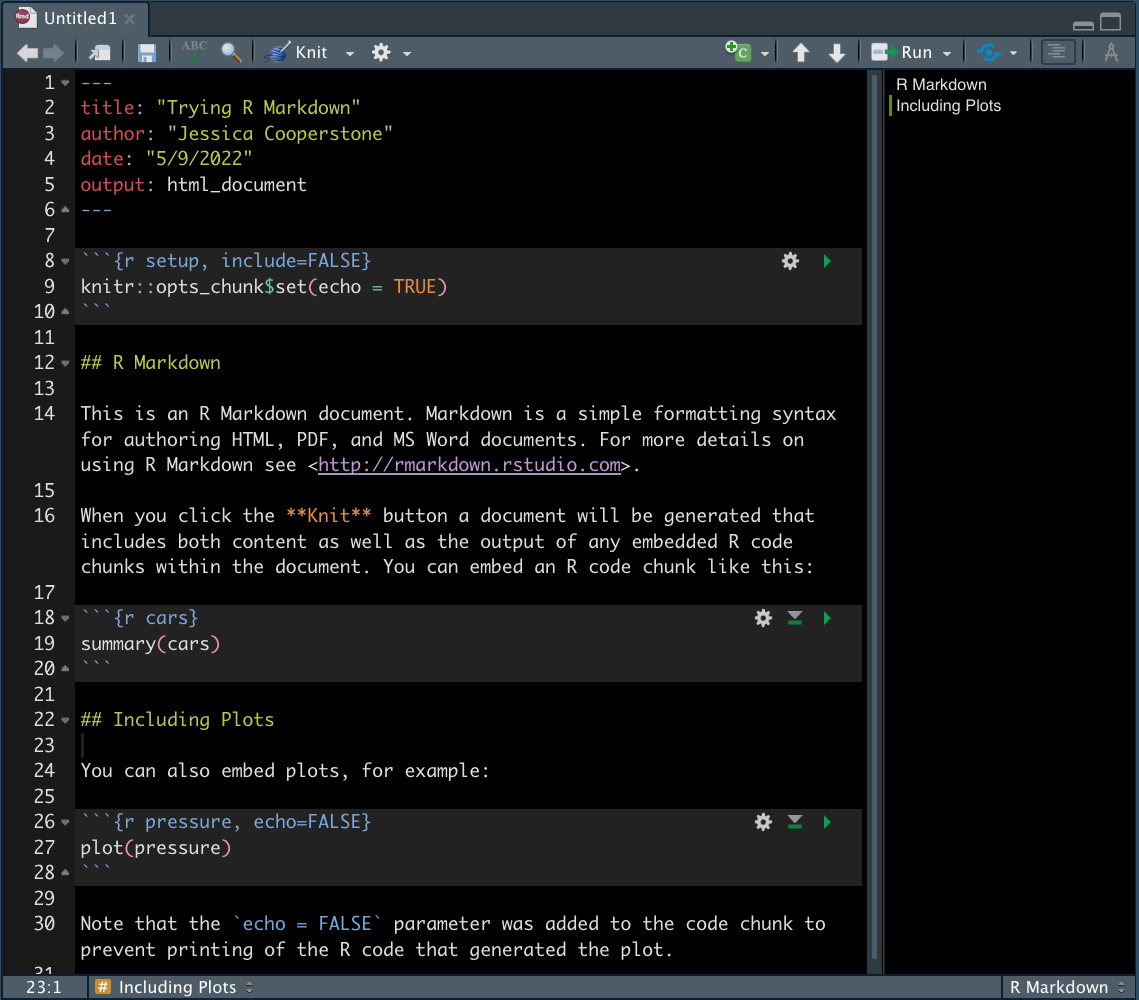 Untitled1
ABC Knit C Run
1 ---
2 title: "Trying R Markdown"
3 author: "Jessica Cooperstone"
4 date: "5/9/2022"
5 output: html_document
6 ---
7
8 ```{r setup, include=FALSE}
9 knitr::opts_chunk$set(echo = TRUE)
10 ```
11
12 ## R Markdown
13
14 This is an R Markdown document. Markdown is a simple formatting syntax
for authoring HTML, PDF, and MS Word documents. For more details on
using R Markdown see <http://rmarkdown.rstudio.com>.
15
16 When you click the **Knit** button a document will be generated that
includes both content as well as the output of any embedded R code
chunks within the document. You can embed an R code chunk like this:
17
18 ```{r cars}
19 summary(cars)
20 ```
21
22 ## Including Plots
23
24 You can also embed plots, for example:
25
26 ```{r pressure, echo=FALSE}
27 plot(pressure)
28 ```
29
30 Note that the `echo = FALSE` parameter was added to the code chunk to
prevent printing of the R code that generated the plot.
31
R Markdown
Including Plots
23:1 # Including Plots R Markdown